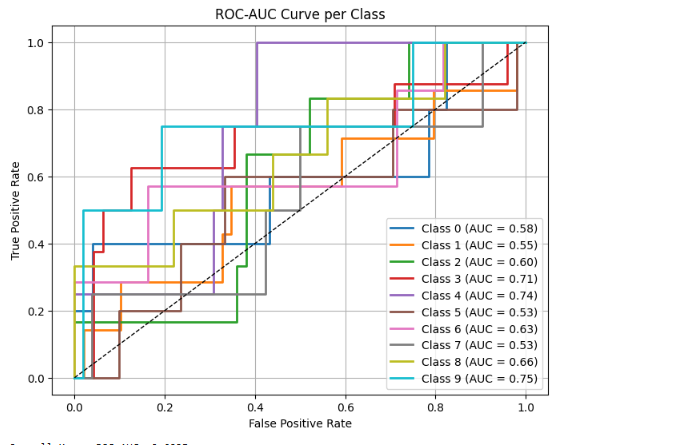 ROC-AUC Curve per Class
1.0
0.8
0.6
0.4
0.2
0.0
True Positive Rate
Class 0 (AUC = 0.58)
Class 1 (AUC = 0.55)
Class 2 (AUC = 0.60)
Class 3 (AUC = 0.71)
Class 4 (AUC = 0.74)
Class 5 (AUC = 0.53)
Class 6 (AUC = 0.63)
Class 7 (AUC = 0.53)
Class 8 (AUC = 0.66)
Class 9 (AUC = 0.75)
0.0 0.2 0.4 0.6 0.8 1.0
False Positive Rate